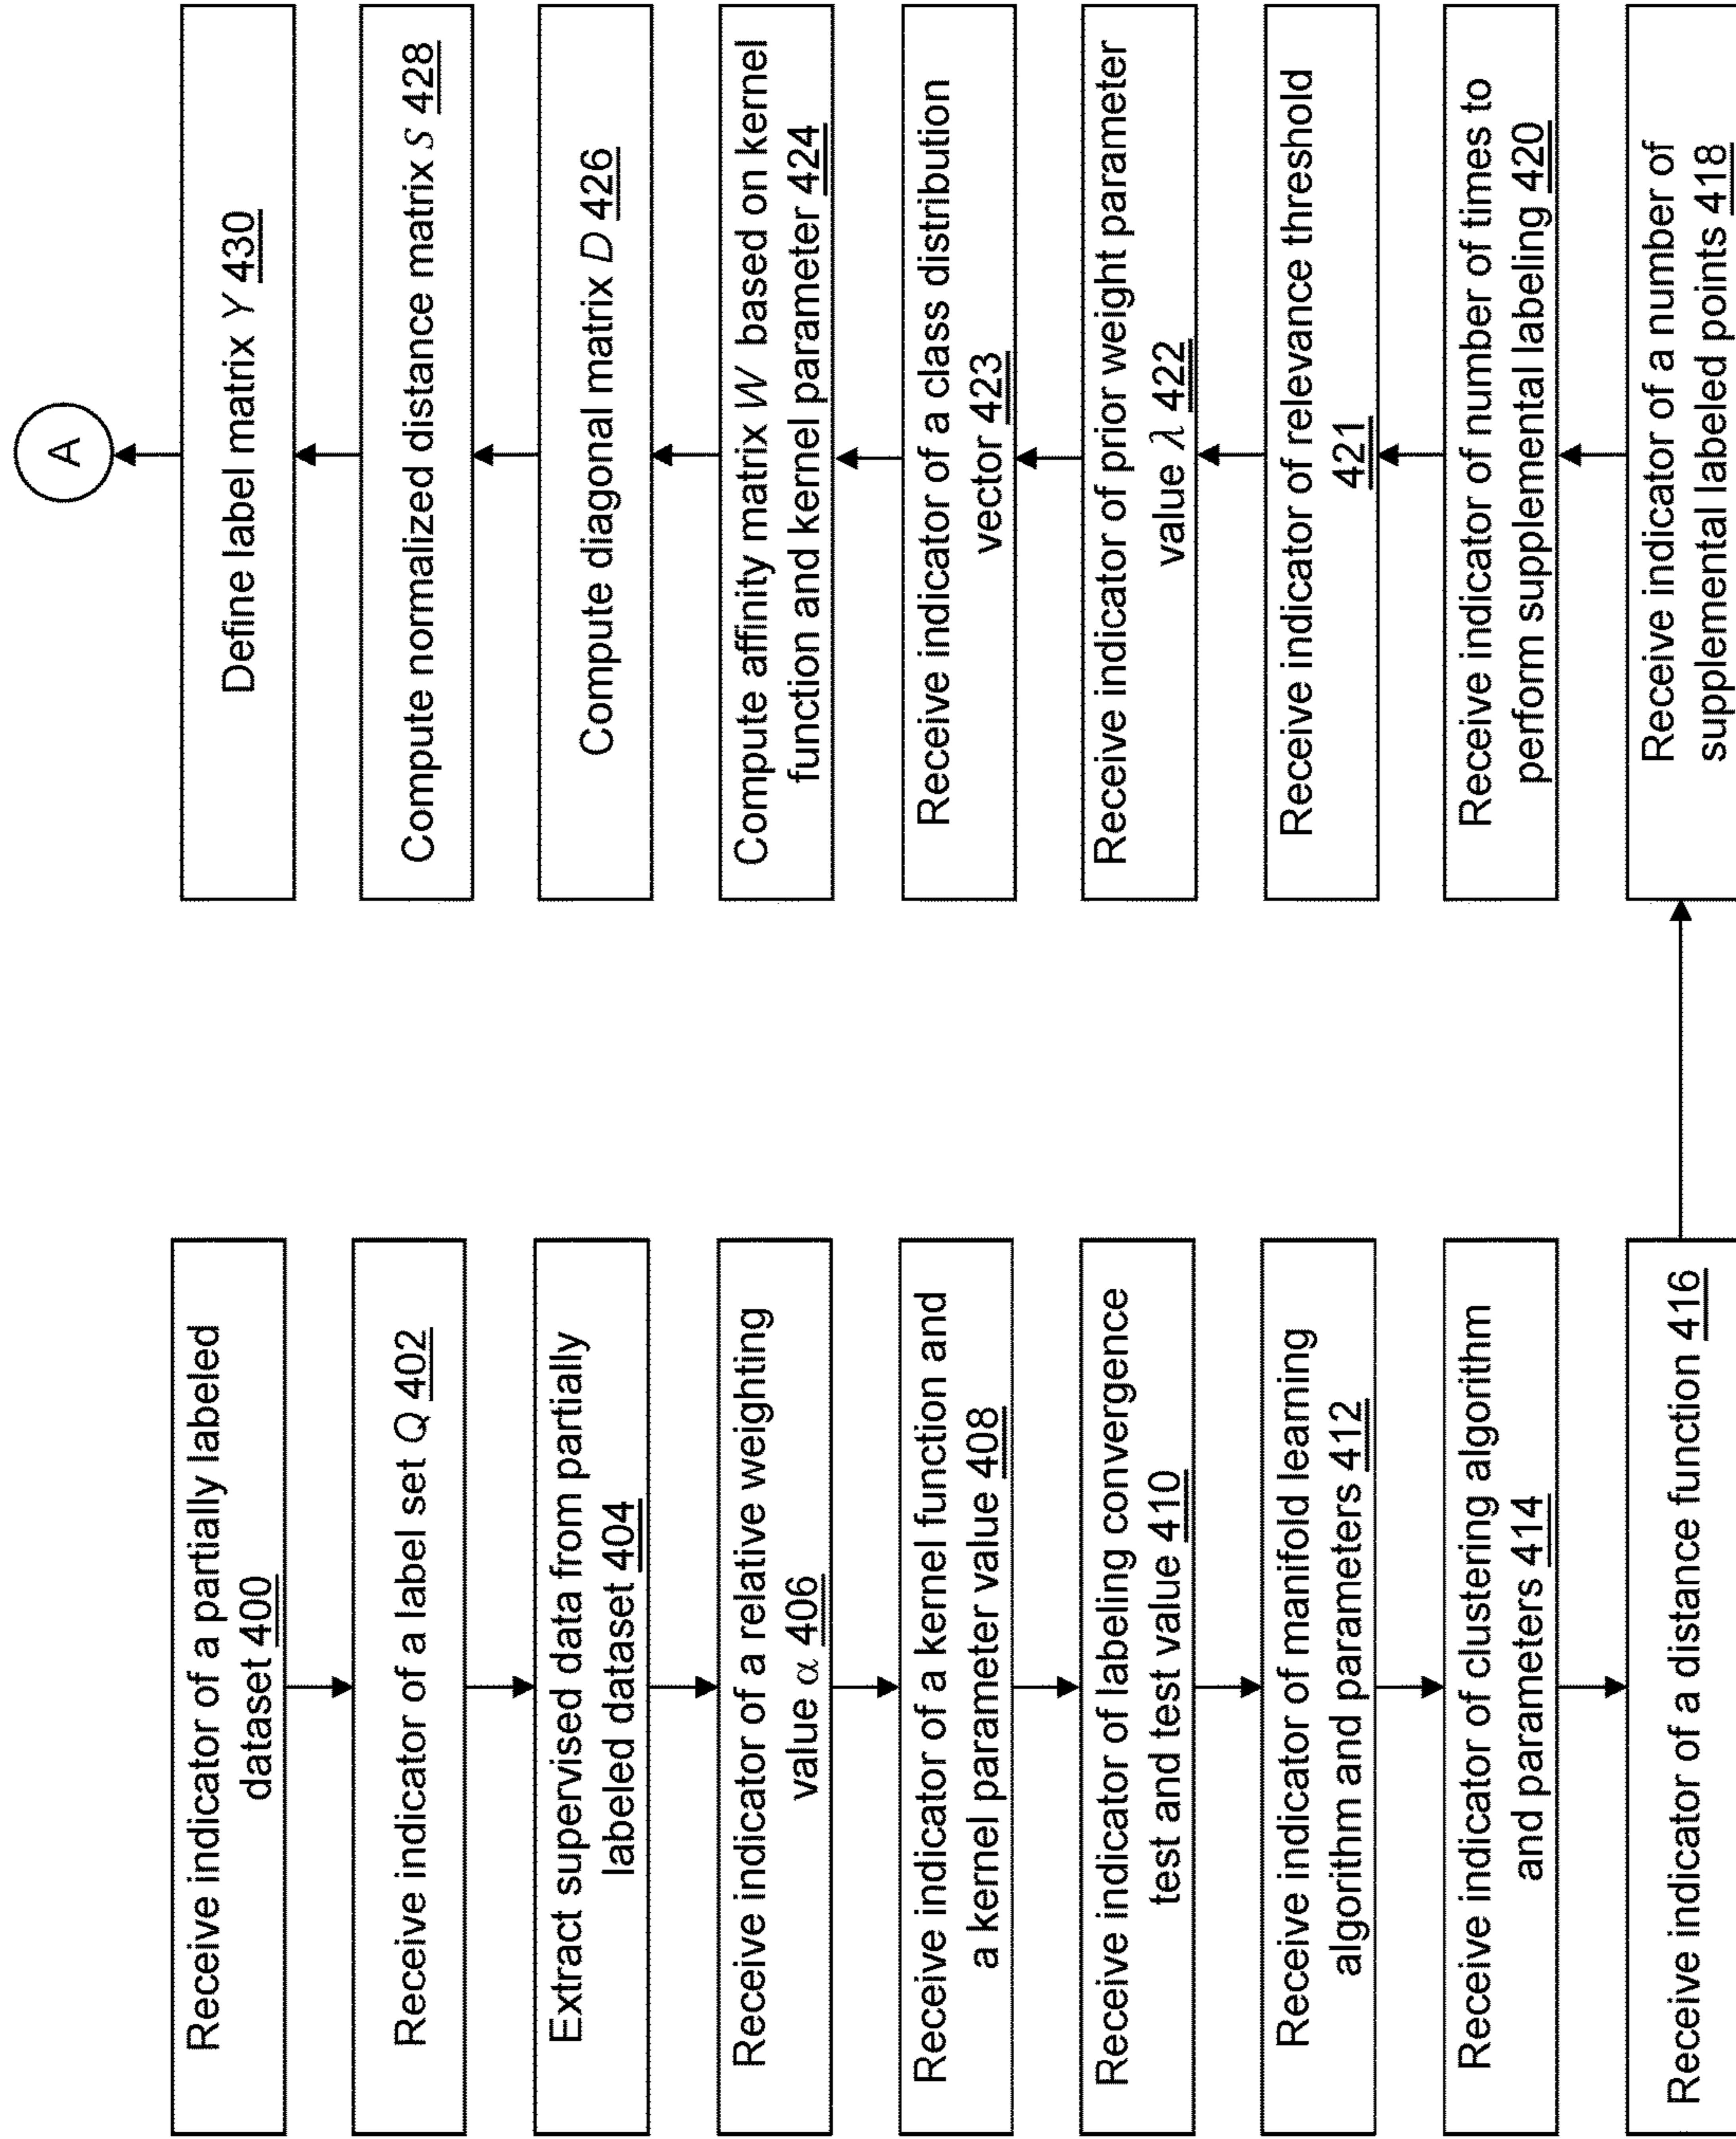 Receive indicator of a partially labeled
dataset 400
Receive indicator of a label set Q 402
Extract supervised data from partially
labeled dataset 404
Receive indicator of a relative weighting
value α 406
Receive indicator of a kernel function and
a kernel parameter value 408
Receive indicator of labeling convergence
test and test value 410
Receive indicator of manifold learning
algorithm and parameters 412
Receive indicator of clustering algorithm
and parameters 414
Receive indicator of a distance function 416
Receive indicator of a number of
supplemental labeled points 418
Receive indicator of number of times to
perform supplemental labeling 420
Receive indicator of relevance threshold
421
Receive indicator of prior weight parameter
value λ 422
Receive indicator of a class distribution
vector 423
Compute affinity matrix W based on kernel
function and kernel parameter 424
Compute diagonal matrix D 426
Compute normalized distance matrix S 428
Define label matrix Y 430
A